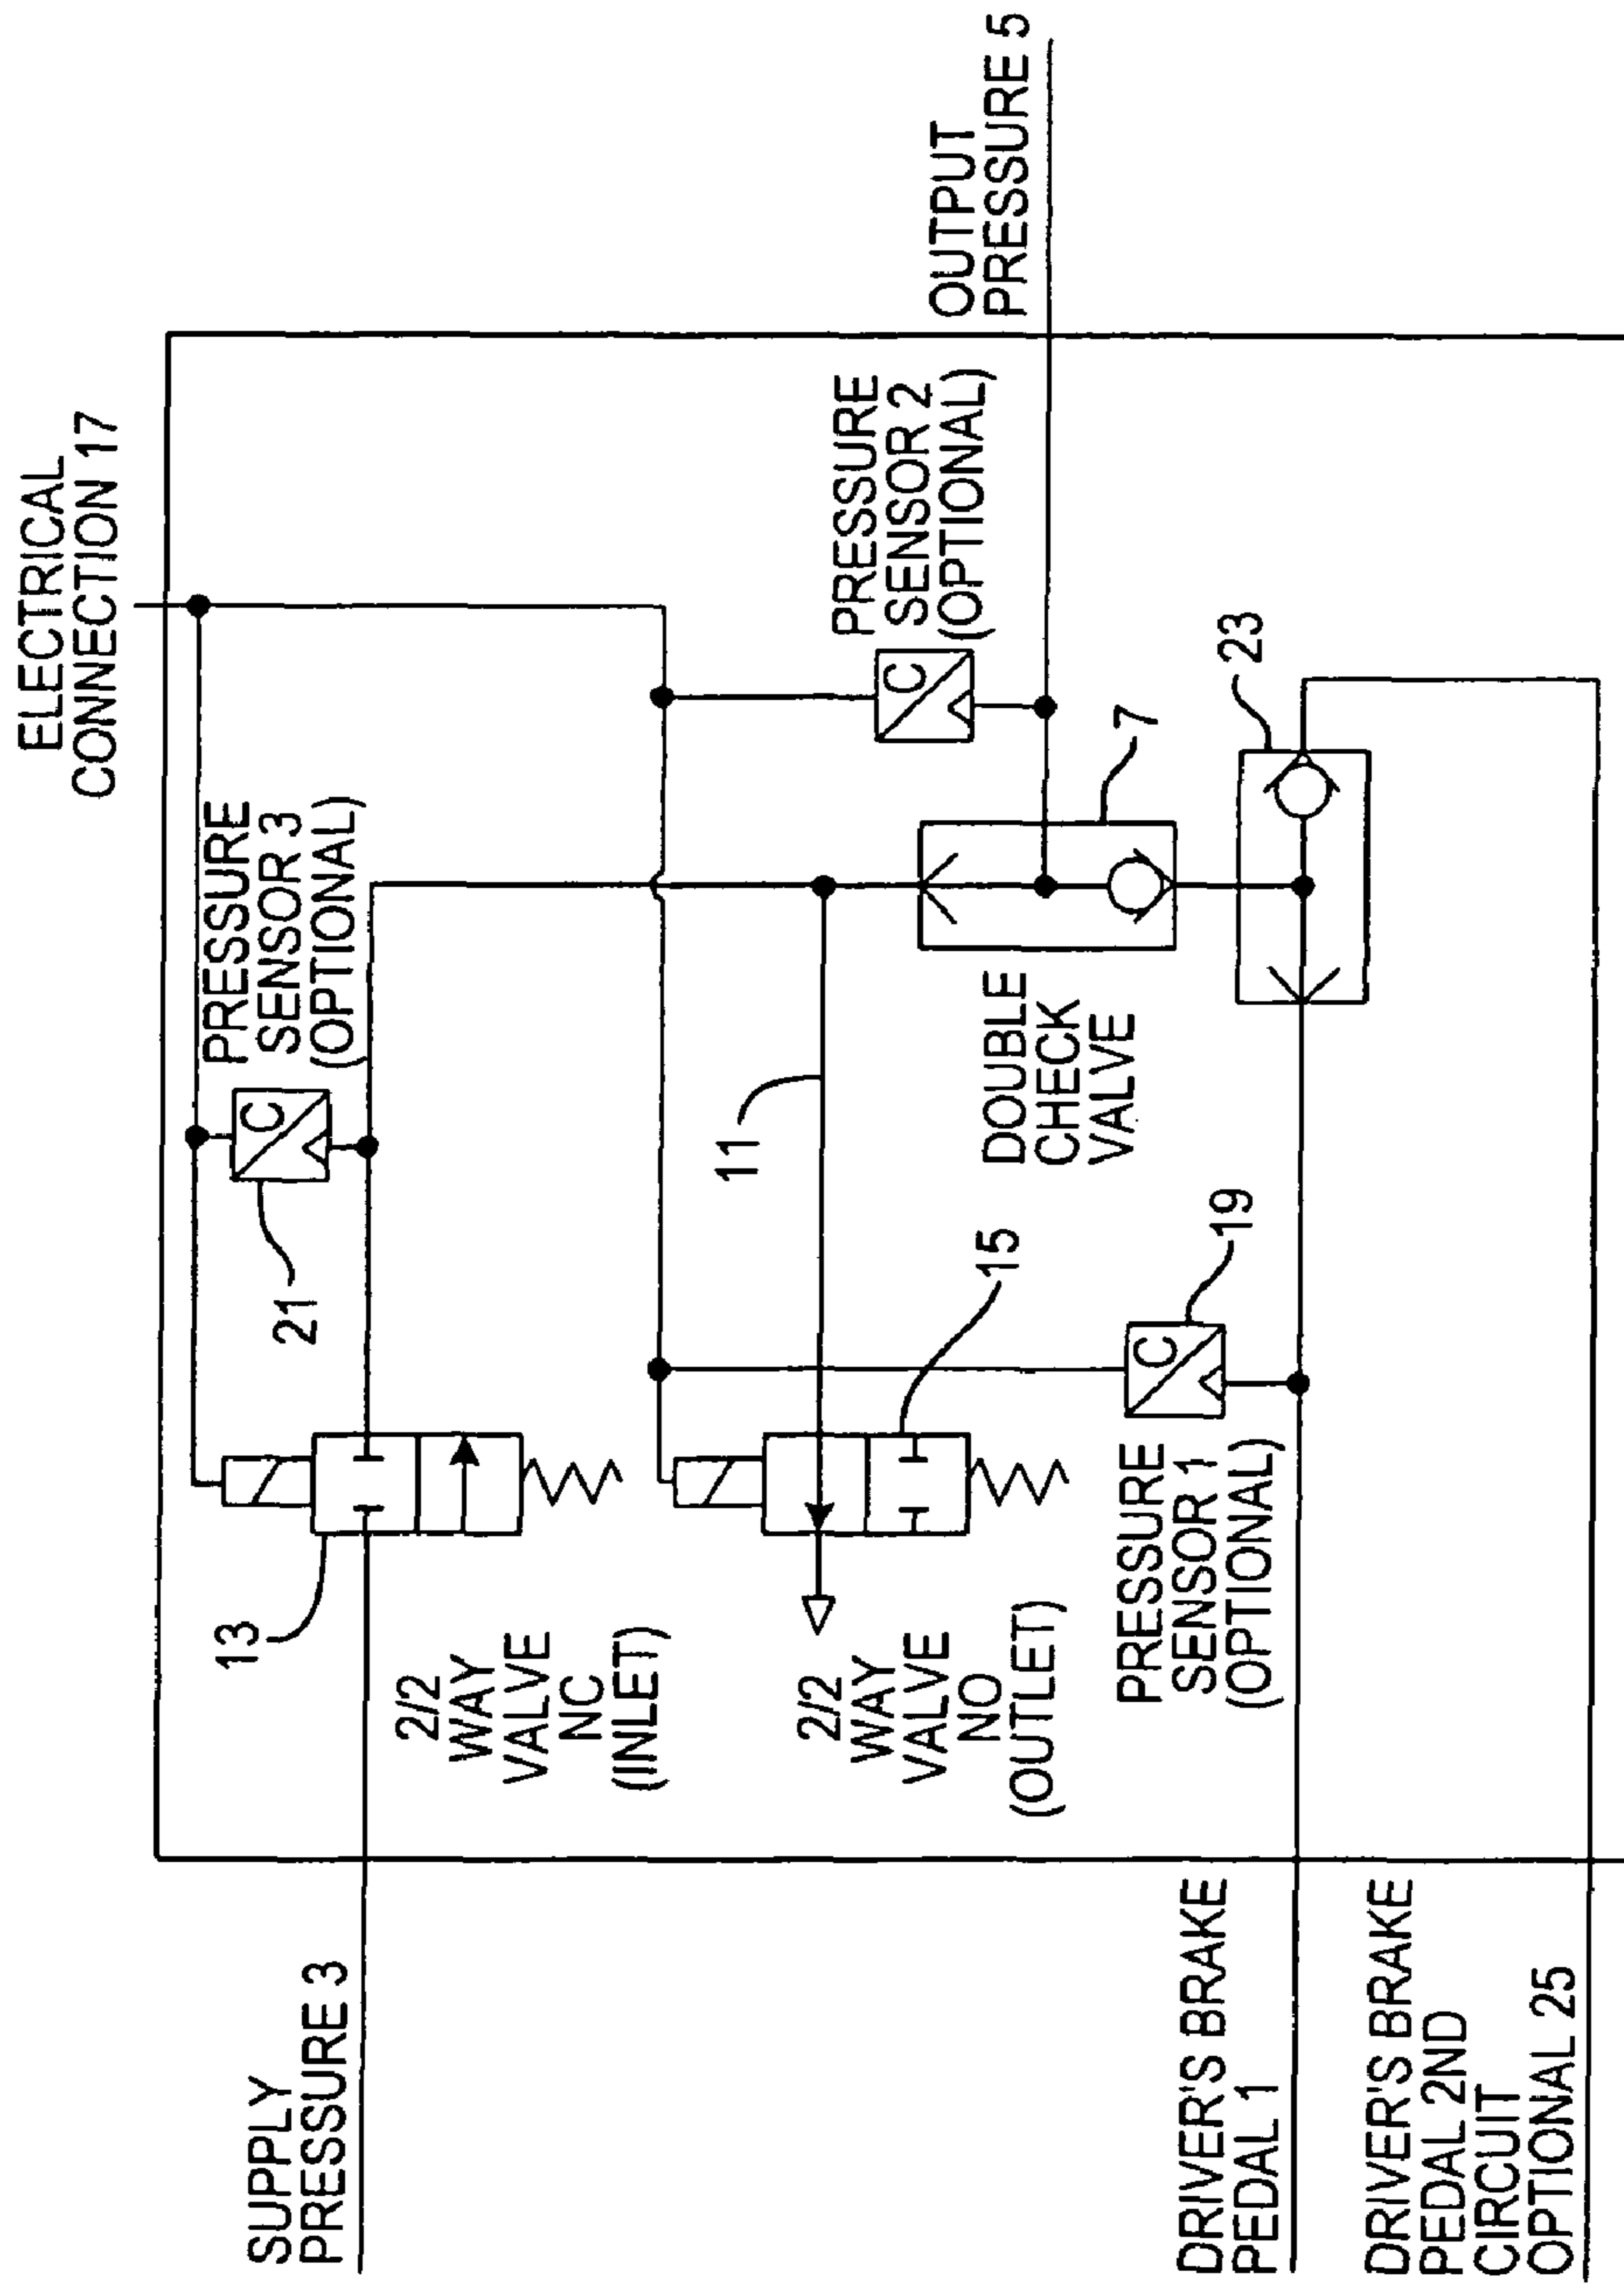 ELECTRICAL
CONNECTION 17
PRESSURE
SENSOR 3
(OPTIONAL)
C
21
13
SUPPLY
PRESSURE 3
2/2
WAY
VALVE
NC
(INLET)
OUTPUT
PRESSURE 5
PRESSURE
SENSOR 2
(OPTIONAL)
C
11
15
2/2
WAY
VALVE
NO
(OUTLET)
7
DOUBLE
CHECK
VALVE
23
19
C
PRESSURE
SENSOR 1
(OPTIONAL)
DRIVER'S BRAKE
PEDAL 1
DRIVER'S BRAKE
PEDAL 2ND
CIRCUIT
OPTIONAL 25